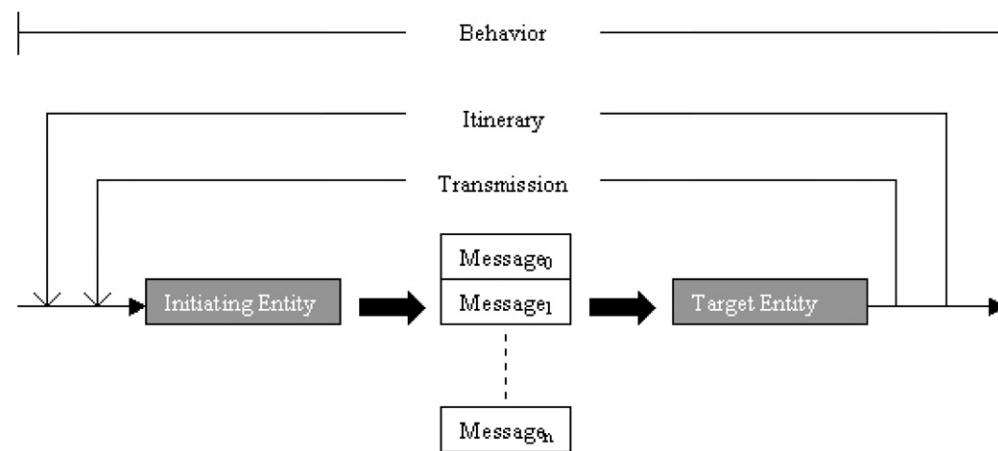 Behavior
Itinerary
Transmission
Message0
Initiating Entity
Message1
Target Entity
Messagen